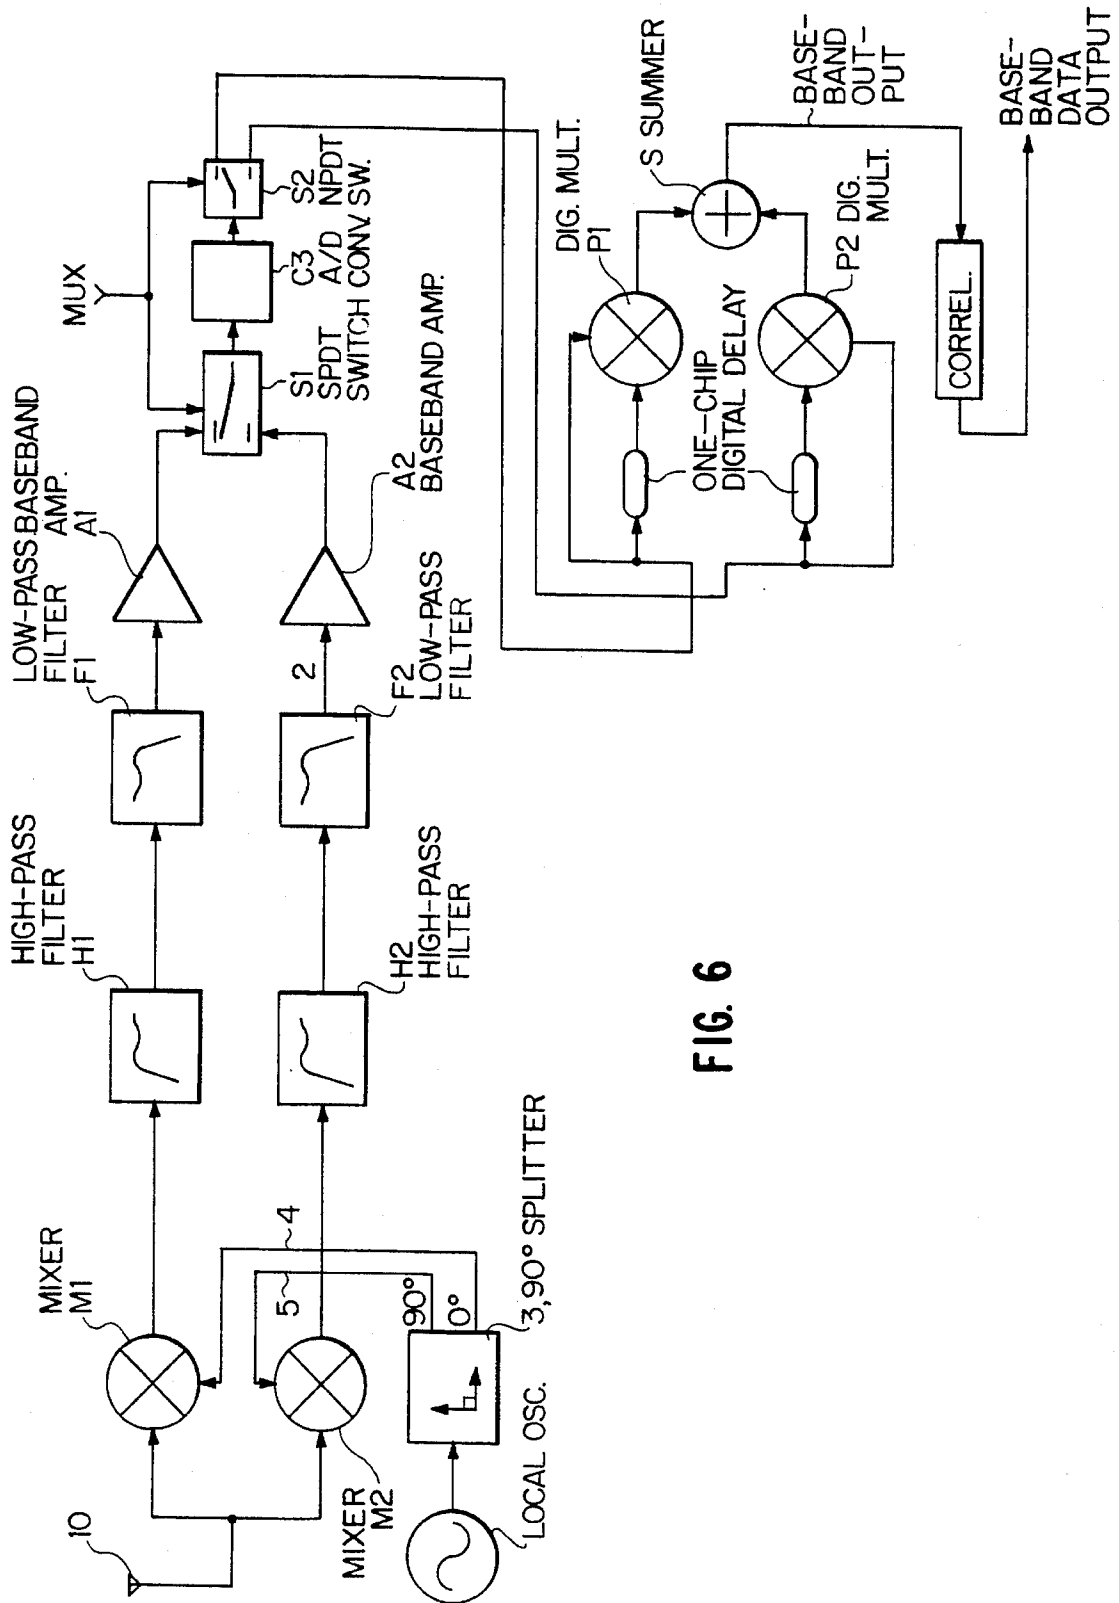 10
MIXER
M1
MIXER
M2
LOCAL OSC.
3,90° SPLITTER
90°
0°
5
4
HIGH-PASS
FILTER
H1
H2
HIGH-PASS
FILTER
LOW-PASS
FILTER
F1
F2
LOW-PASS
FILTER
2
BASEBAND
AMP.
A1
A2
BASEBAND AMP.
MUX
S1
SPDT
SWITCH
C3
A/D
CONV.
S2
NPDT
SW.
DIG. MULT.
P1
S SUMMER
P2 DIG.
MULT.
ONE-CHIP
DIGITAL DELAY
BASE-
BAND
OUT-
PUT
CORREL.
BASE-
BAND
DATA
OUTPUT
FIG. 6